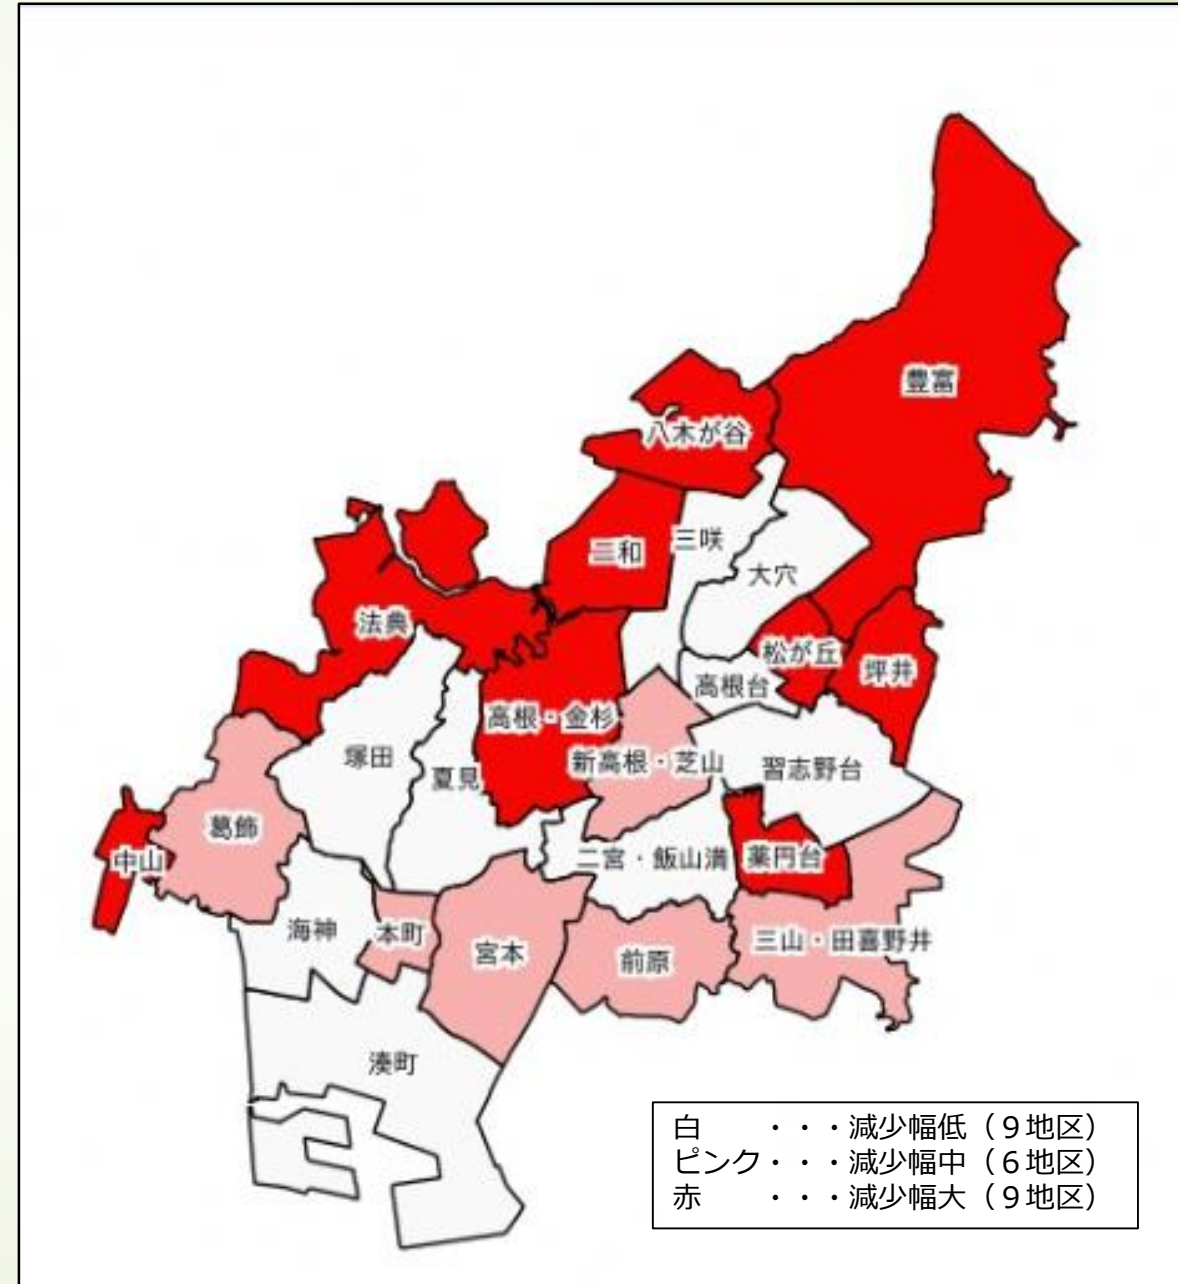 豊富
八木が谷
三咲
二和
大穴
法典
松が丘
坪井
高根台
高根・金杉
新高根・芝山
習志野台
塚田
夏見
葛飾
中山
二宮・飯山満
薬円台
海神
本町
宮本
前原
三山・田喜野井
湊町
白　　・・・減少幅低（９地区）
ピンク・・・減少幅中（６地区）
赤　　・・・減少幅大（９地区）